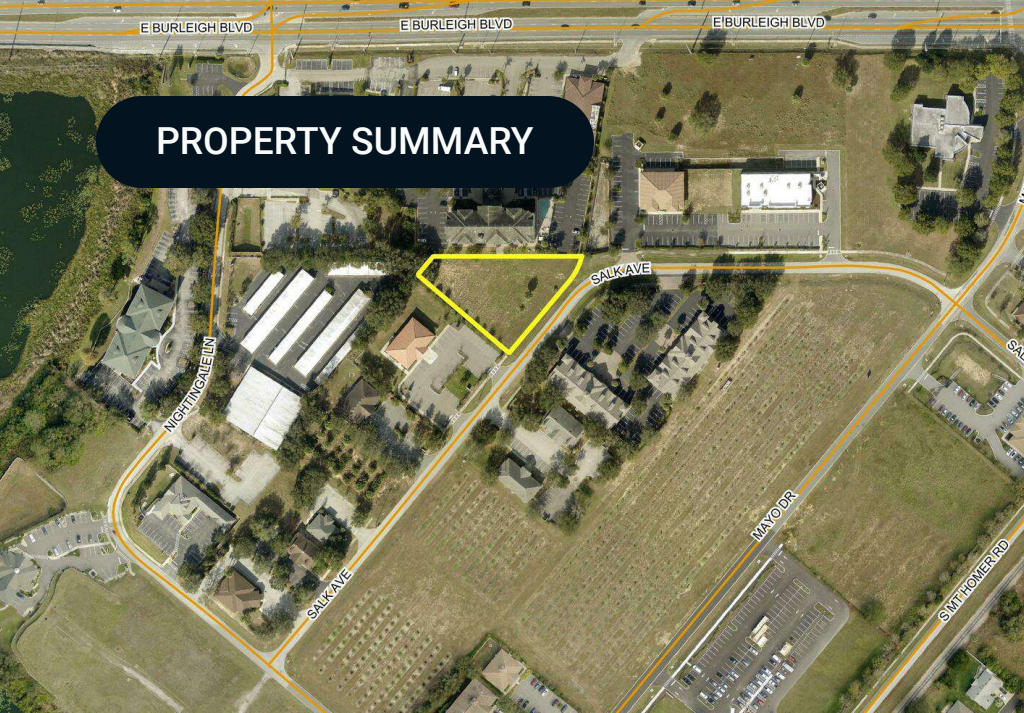 E BURLEIGH BLVD
E BURLEIGH BLVD
E BURLEIGH BLVD
PROPERTY SUMMARY
SALK AVE
NIGHTINGALE LN
MAYO DR
S MT HOMER RD
SALK AVE